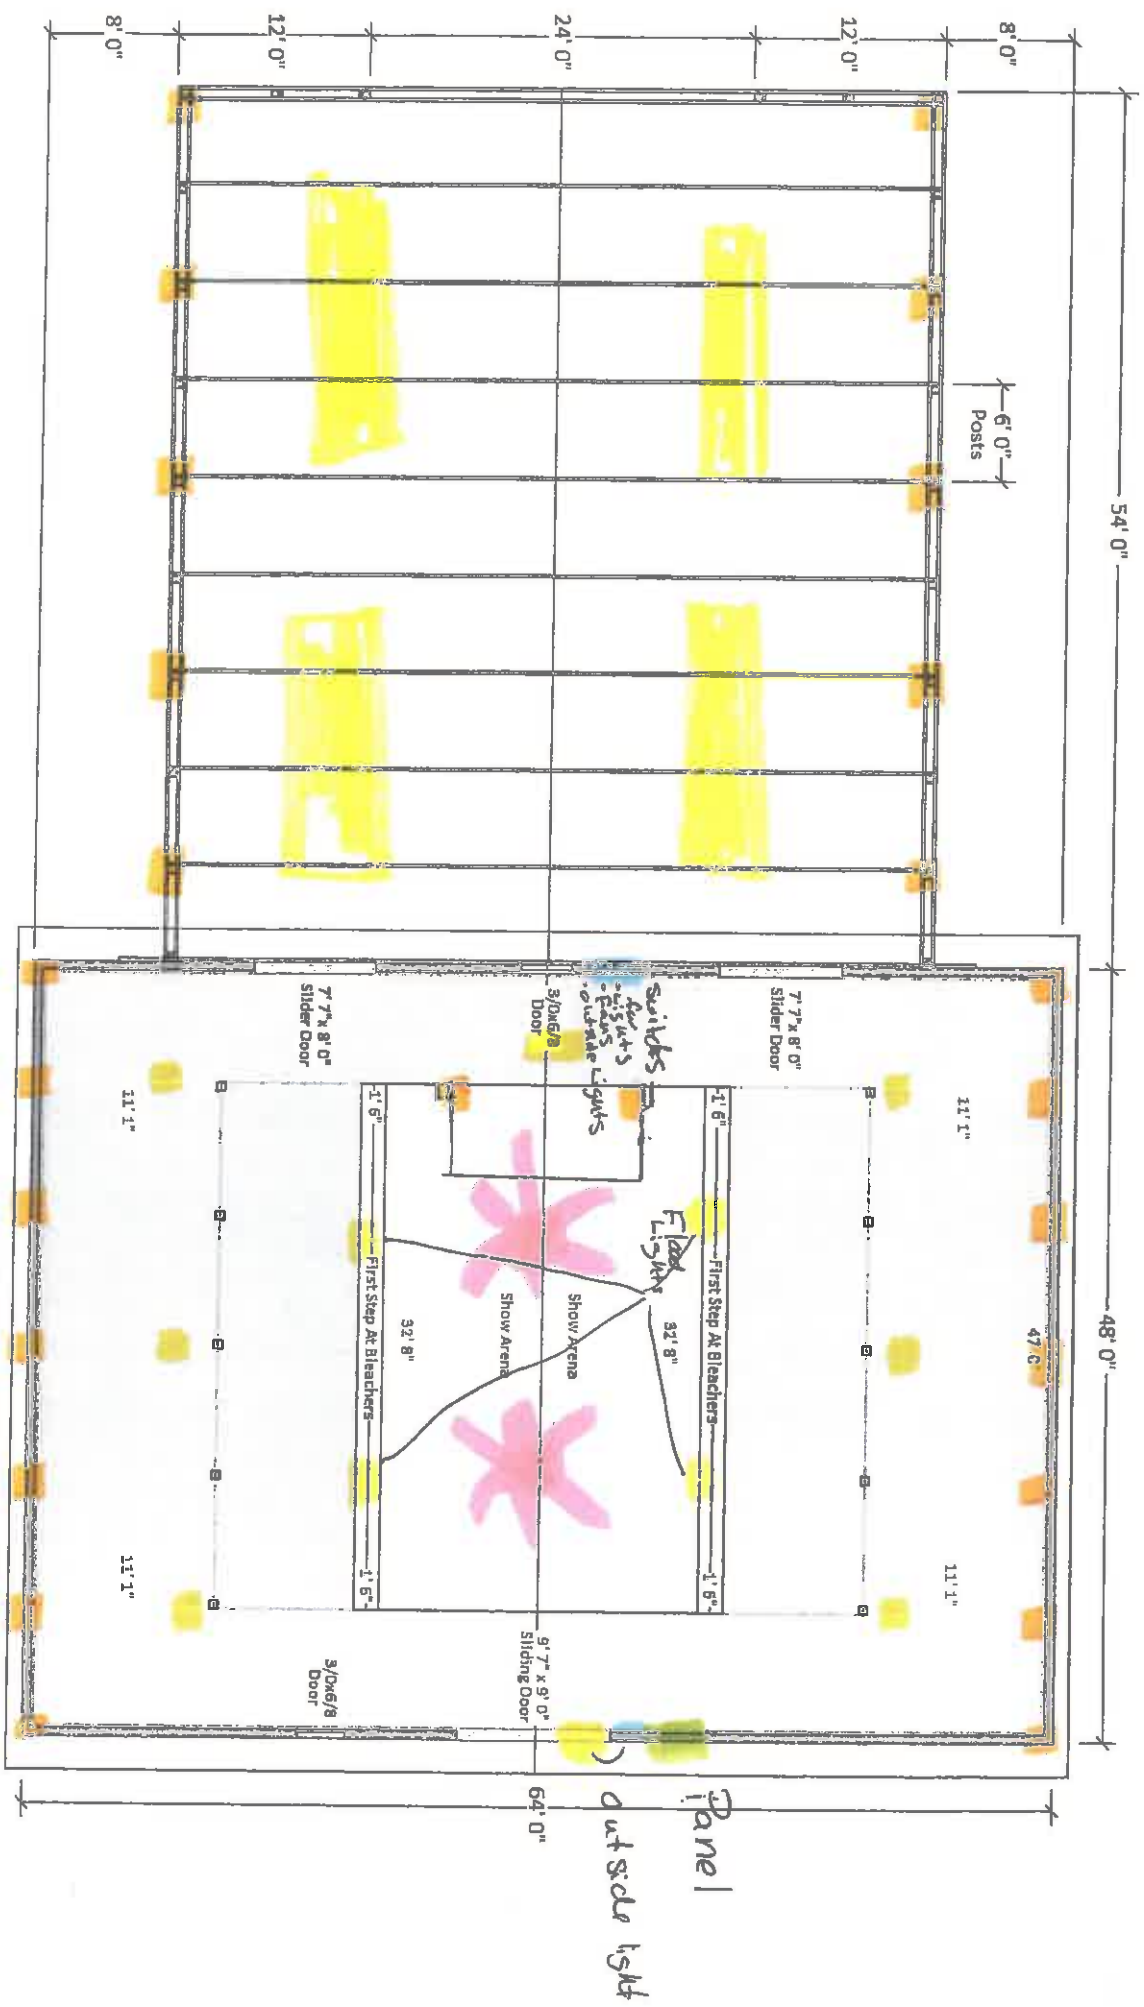 8' 0"
12' 0"
24' 0"
12' 0"
8' 0"
54' 0"
6' 0"
Posts
7' 7" x 8' 0"
Slider Door
3/0x6/8
Door
Switches
for
- Lights
- Fans
- outside Lights
7' 7" x 8' 0"
Slider Door
11' 1"
11' 1"
1' 6"
1' 6"
Flood
Lights
First Step At Bleachers
First Step At Bleachers
32' 8"
32' 8"
Show Arena
Show Arena
47' 0"
48' 0"
1' 6"
1' 6"
11' 1"
11' 1"
3/0x6/8
Door
9' 7" x 9' 0"
Sliding Door
64' 0"
Panel
Outside light